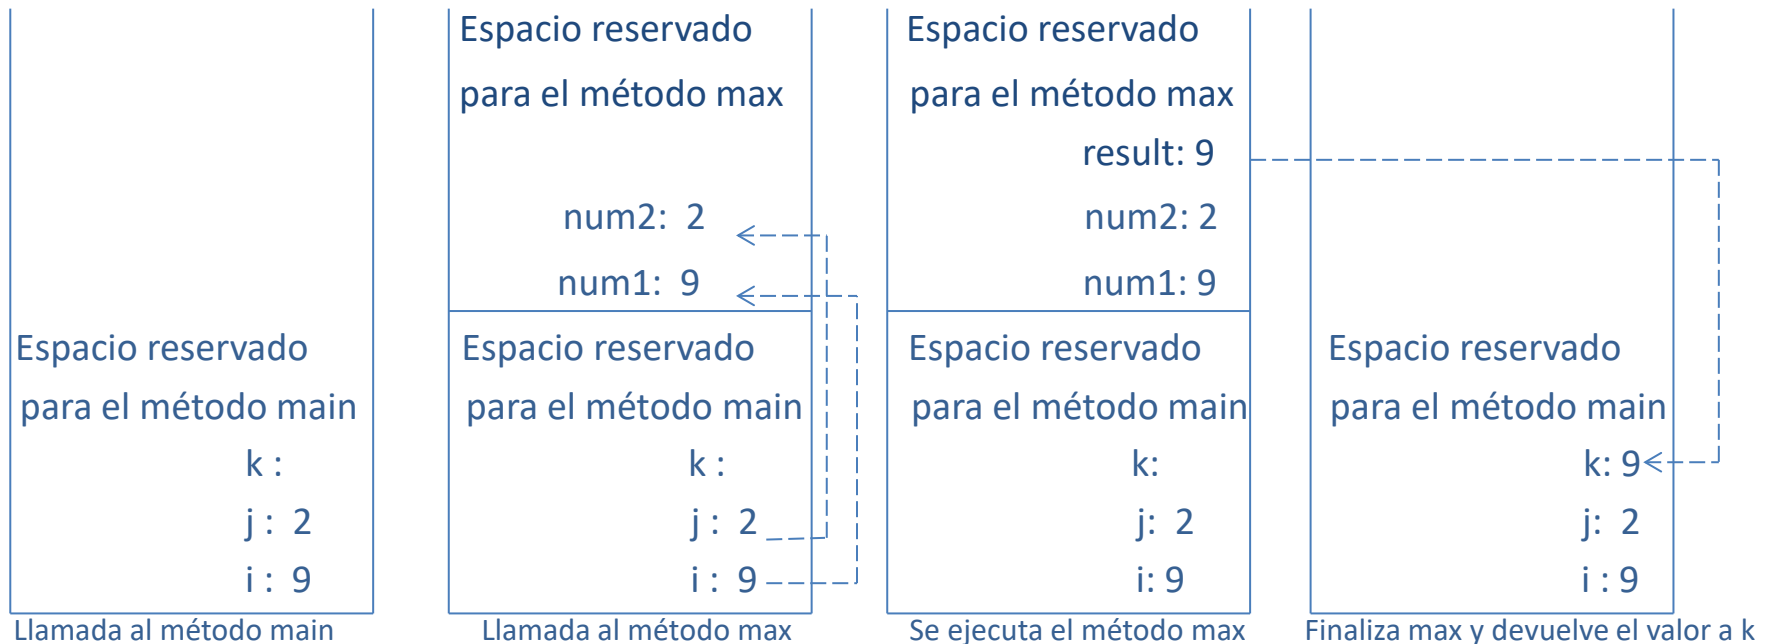 Espacio reservado
para el método main
k :
j : 2
i : 9
Llamada al método main
Espacio reservado
para el método max
num2: 2
num1: 9
Espacio reservado
para el método main
k :
j : 2
i : 9
Llamada al método max
Espacio reservado
para el método max
result: 9
num2: 2
num1: 9
Espacio reservado
para el método main
k:
j: 2
i: 9
Se ejecuta el método max
Espacio reservado
para el método main
k: 9
j: 2
i : 9
Finaliza max y devuelve el valor a k